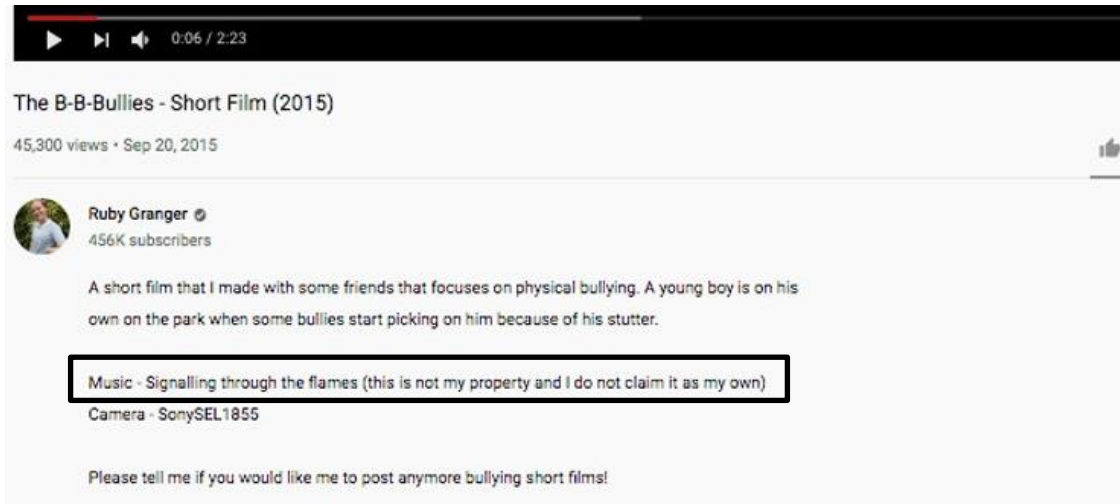 0:06 / 2:23
The B-B-Bullies - Short Film (2015)
45,300 views • Sep 20, 2015
Ruby Granger
456K subscribers
A short film that I made with some friends that focuses on physical bullying. A young boy is on his
own on the park when some bullies start picking on him because of his stutter.
Music - Signalling through the flames (this is not my property and I do not claim it as my own)
Camera - SonySEL1855
Please tell me if you would like me to post anymore bullying short films!